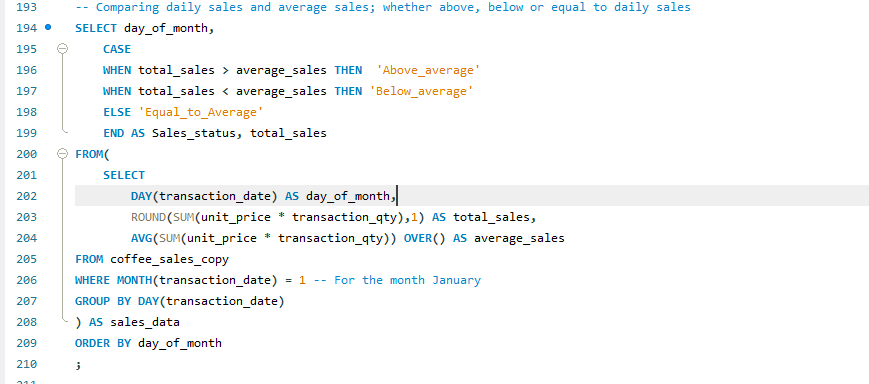 193 -- Comparing daily sales and average sales; whether above, below or equal to daily sales
194 SELECT day_of_month,
195 CASE
196 WHEN total_sales > average_sales THEN 'Above_average'
197 WHEN total_sales < average_sales THEN 'Below_average'
198 ELSE 'Equal_to_Average'
199 END AS Sales_status, total_sales
200 FROM(
201 SELECT
202 DAY(transaction_date) AS day_of_month,
203 ROUND(SUM(unit_price * transaction_qty),1) AS total_sales,
204 AVG(SUM(unit_price * transaction_qty)) OVER() AS average_sales
205 FROM coffee_sales_copy
206 WHERE MONTH(transaction_date) = 1 -- For the month January
207 GROUP BY DAY(transaction_date)
208 ) AS sales_data
209 ORDER BY day_of_month
210 ;
211